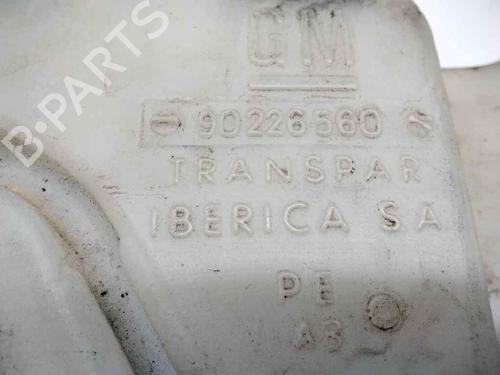 GM
90226560
TRANSPAR
IBERICA SA
PE
A3
B-PARTS